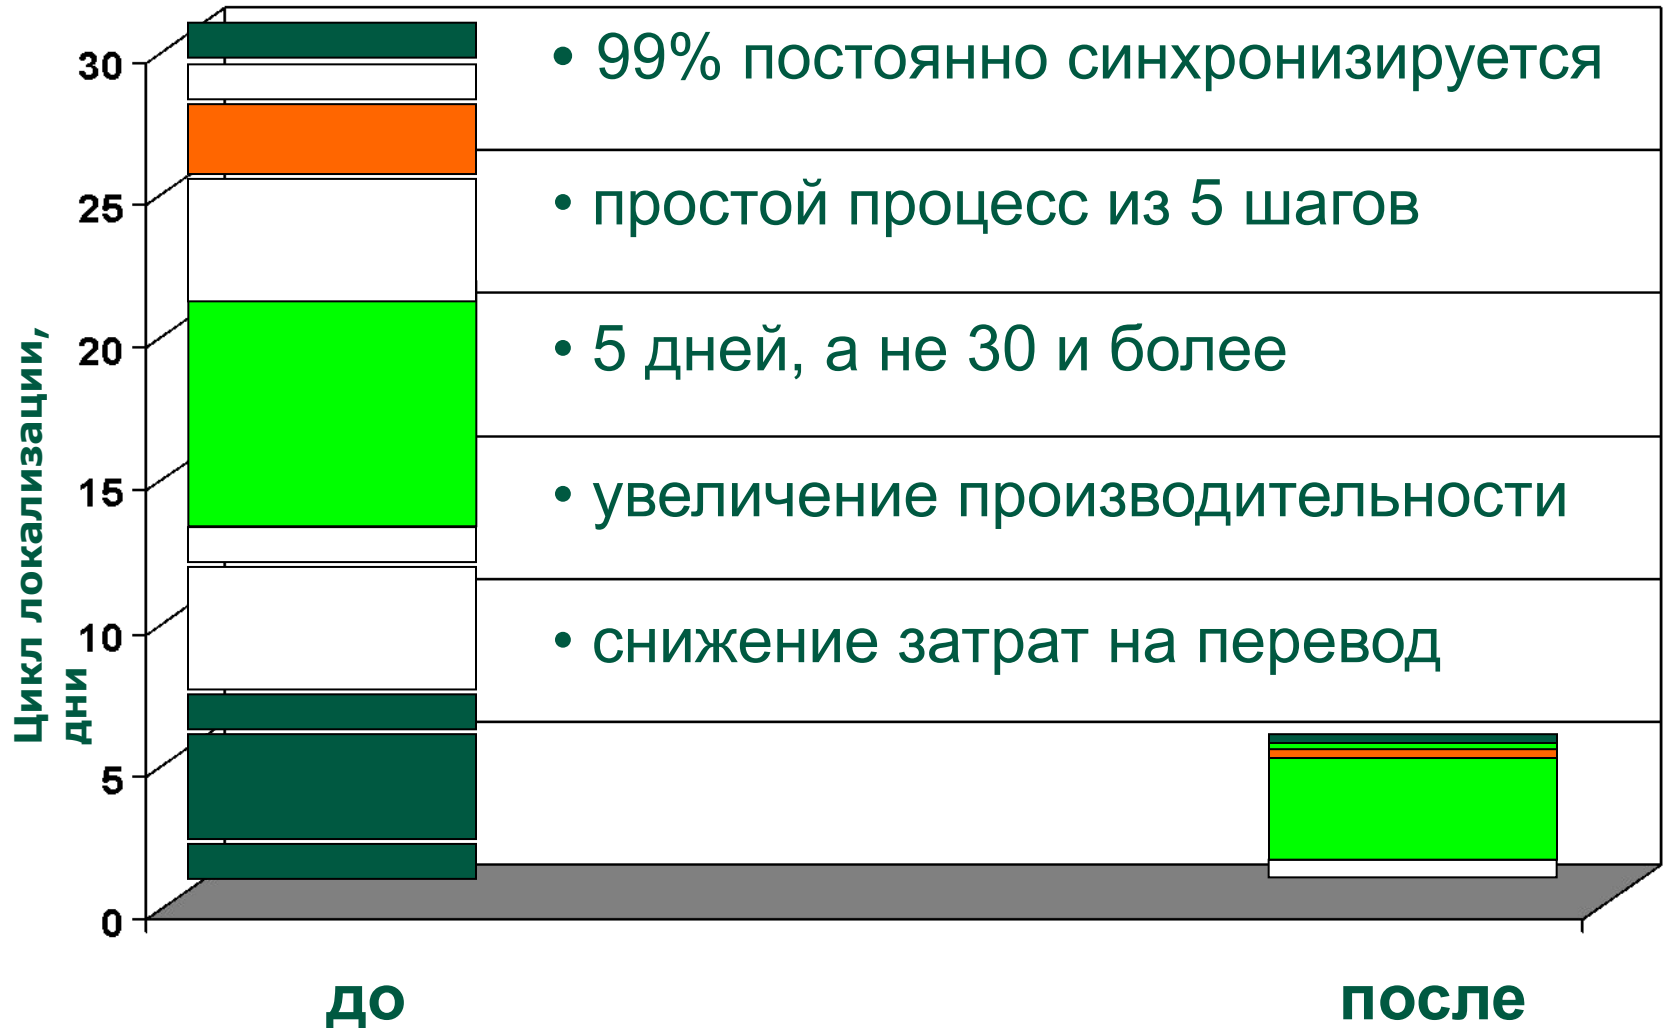 30
25
20
15
10
5
0
Цикл локализации,
дни
• 99% постоянно синхронизируется
• простой процесс из 5 шагов
• 5 дней, а не 30 и более
• увеличение производительности
• снижение затрат на перевод
до
после